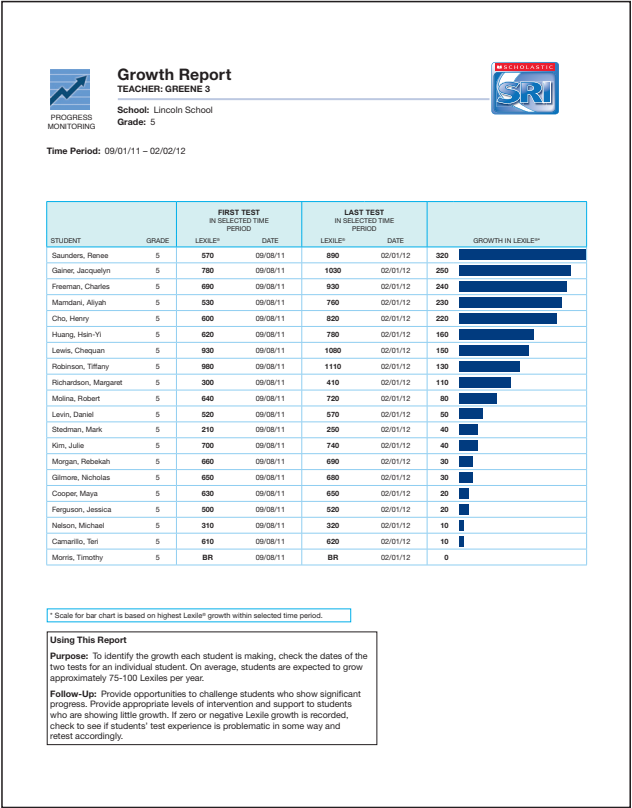 Growth Report
TEACHER: GREENE 3
PROGRESS
MONITORING
School: Lincoln School
Grade: 5
SCHOLASTIC
SRI
Time Period: 09/01/11 – 02/02/12
FIRST TEST LAST TEST
IN SELECTED TIME IN SELECTED TIME
PERIOD PERIOD
STUDENT GRADE LEXILE® DATE LEXILE® DATE GROWTH IN LEXILE®*
Saunders, Renee 5 570 09/08/11 890 02/01/12 320
Gainer, Jacquelyn 5 780 09/08/11 1030 02/01/12 250
Freeman, Charles 5 690 09/08/11 930 02/01/12 240
Mamdani, Aliyah 5 530 09/08/11 760 02/01/12 230
Cho, Henry 5 600 09/08/11 820 02/01/12 220
Huang, Hsin-Yi 5 620 09/08/11 780 02/01/12 160
Lewis, Chequan 5 930 09/08/11 1080 02/01/12 150
Robinson, Tiffany 5 980 09/08/11 1110 02/01/12 130
Richardson, Margaret 5 300 09/08/11 410 02/01/12 110
Molina, Robert 5 640 09/08/11 720 02/01/12 80
Levin, Daniel 5 520 09/08/11 570 02/01/12 50
Stedman, Mark 5 210 09/08/11 250 02/01/12 40
Kim, Julie 5 700 09/08/11 740 02/01/12 40
Morgan, Rebekah 5 660 09/08/11 690 02/01/12 30
Gilmore, Nicholas 5 650 09/08/11 680 02/01/12 30
Cooper, Maya 5 630 09/08/11 650 02/01/12 20
Ferguson, Jessica 5 500 09/08/11 520 02/01/12 20
Nelson, Michael 5 310 09/08/11 320 02/01/12 10
Camarillo, Teri 5 610 09/08/11 620 02/01/12 10
Morris, Timothy 5 BR 09/08/11 BR 02/01/12 0
* Scale for bar chart is based on highest Lexile® growth within selected time period.
Using This Report
Purpose: To identify the growth each student is making, check the dates of the
two tests for an individual student. On average, students are expected to grow
approximately 75-100 Lexiles per year.
Follow-Up: Provide opportunities to challenge students who show significant
progress. Provide appropriate levels of intervention and support to students
who are showing little growth. If zero or negative Lexile growth is recorded,
check to see if students' test experience is problematic in some way and
retest accordingly.